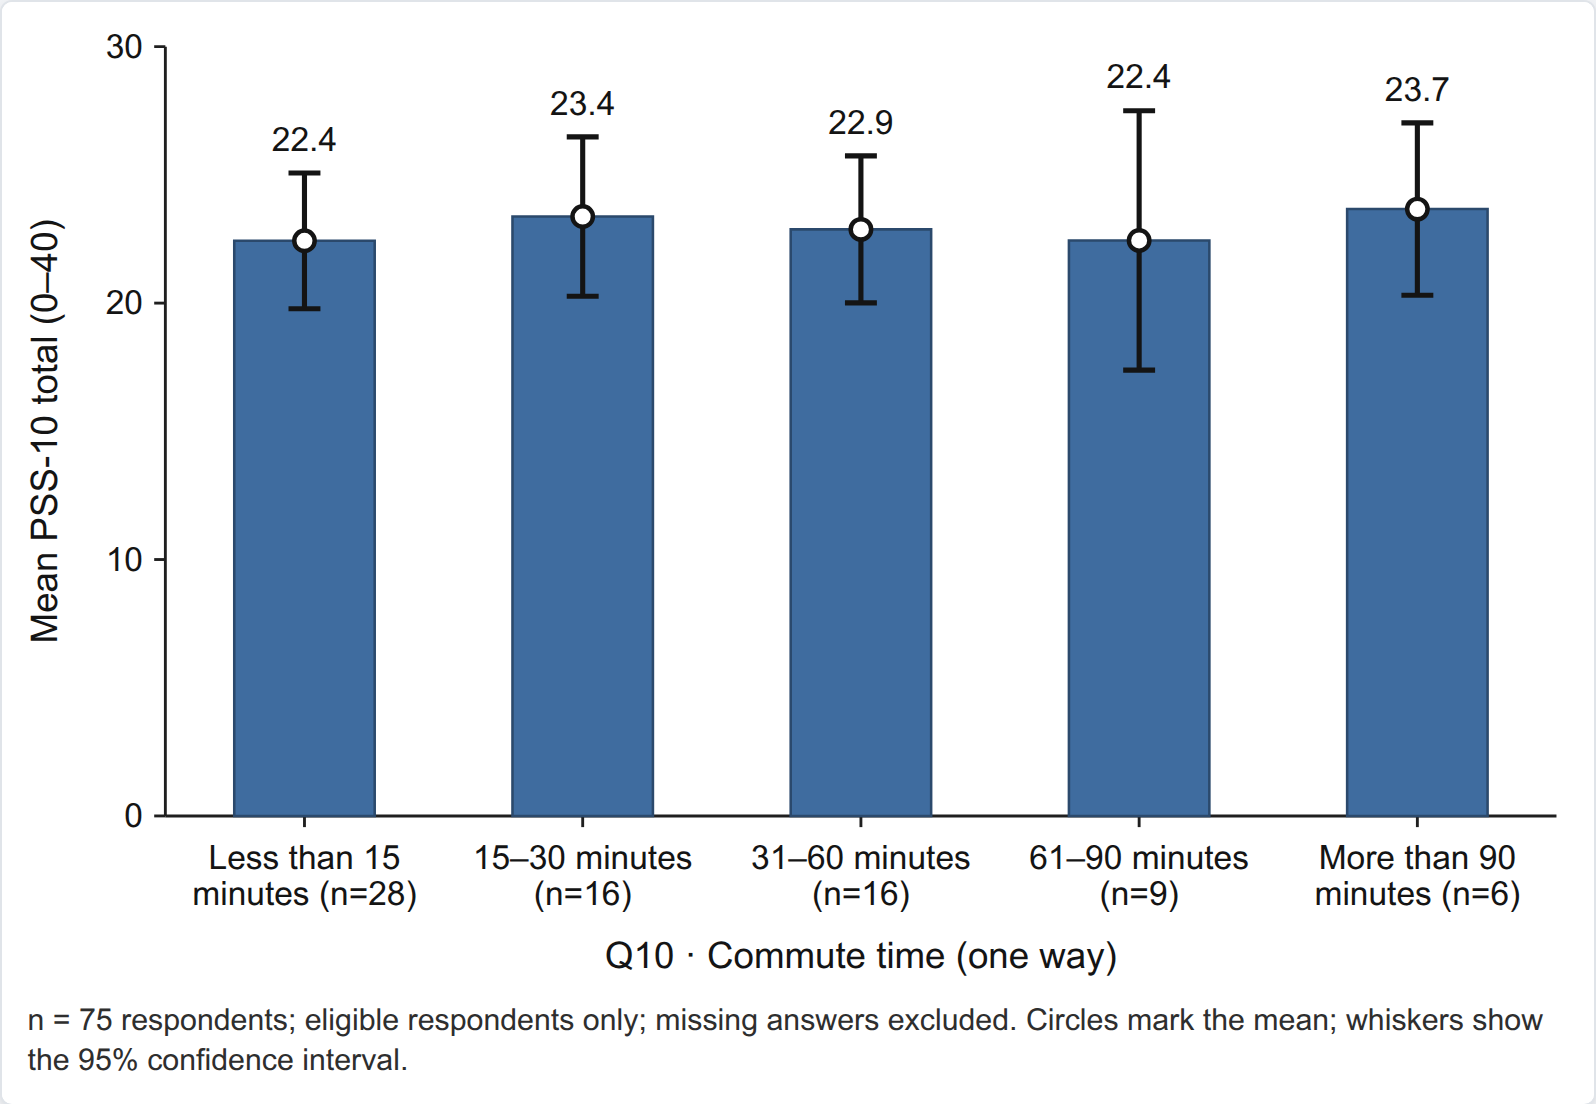 30
20
10
0
Mean PSS-10 total (0–40)
22.4
23.4
22.9
22.4
23.7
Less than 15
minutes (n=28)
15–30 minutes
(n=16)
31–60 minutes
(n=16)
61–90 minutes
(n=9)
More than 90
minutes (n=6)
Q10 · Commute time (one way)
n = 75 respondents; eligible respondents only; missing answers excluded. Circles mark the mean; whiskers show
the 95% confidence interval.